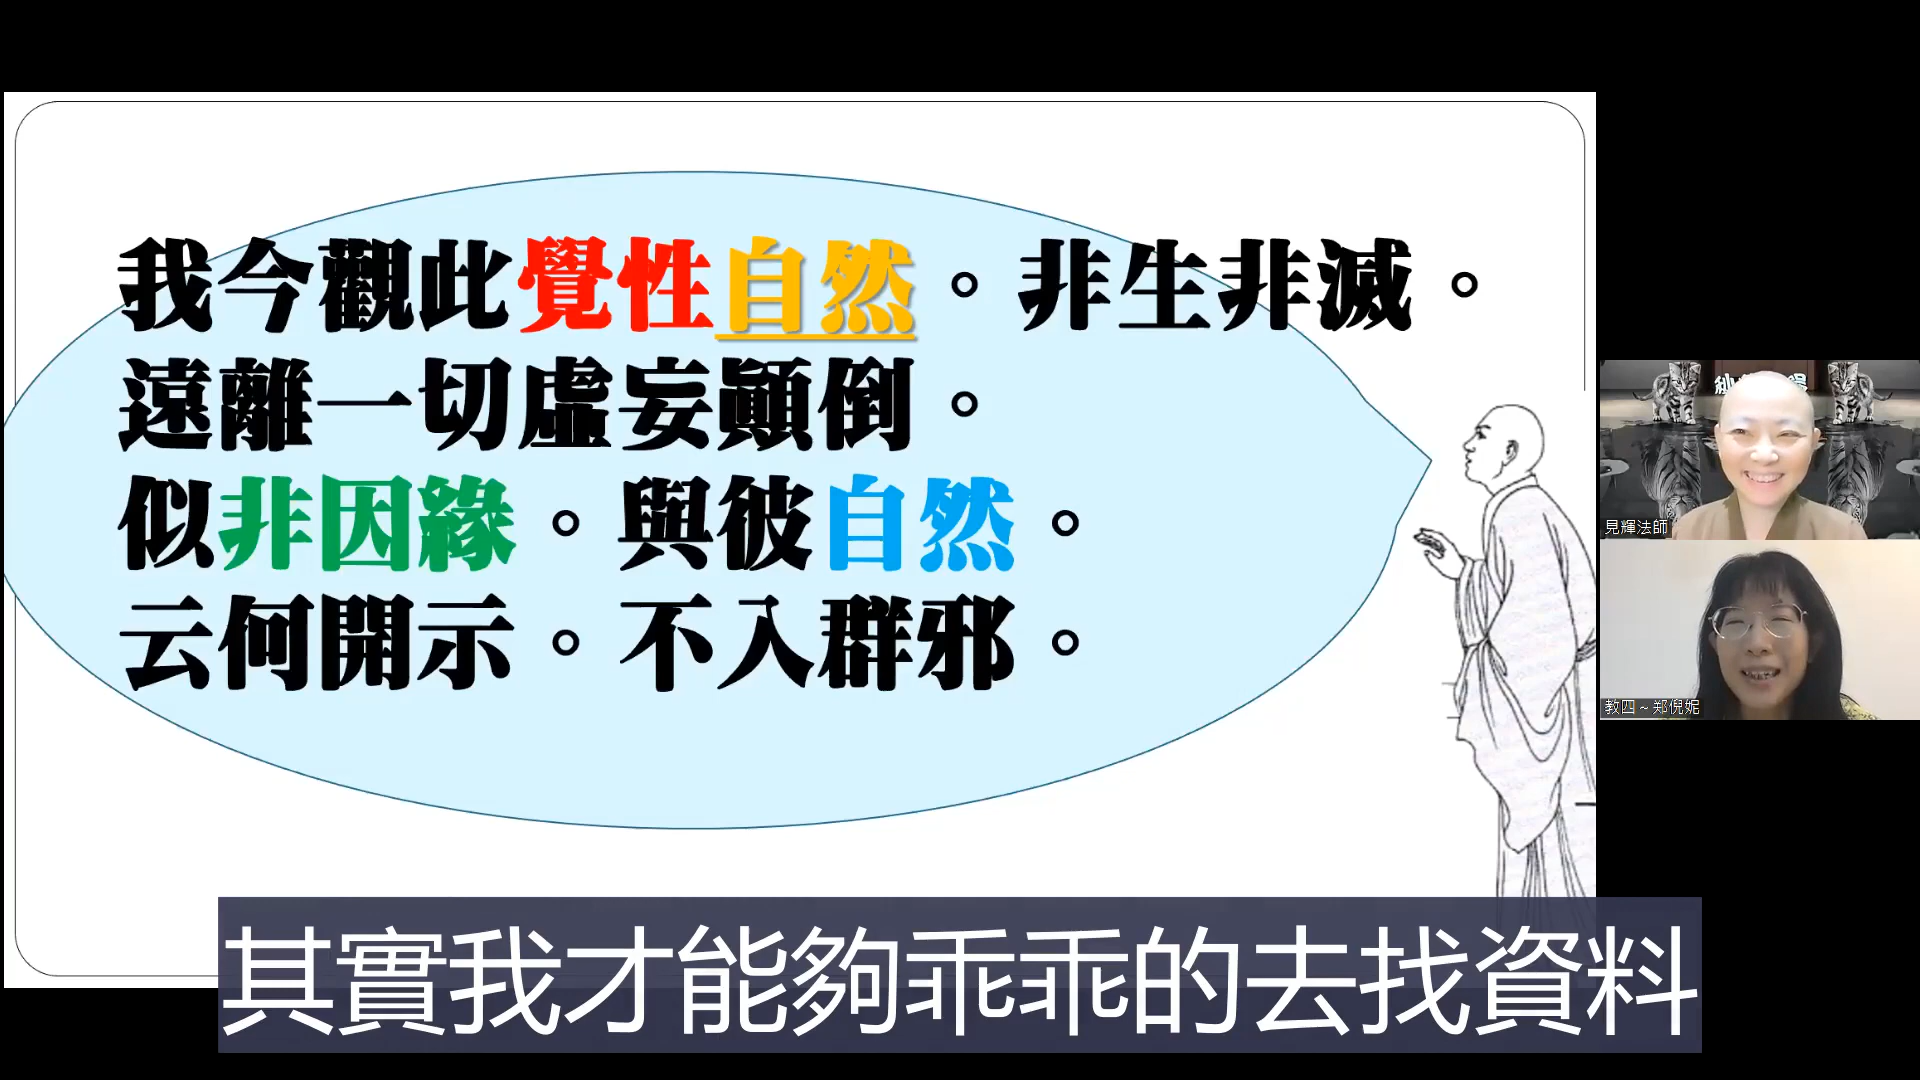 我今觀此覺性自然。非生非滅。
遠離一切虛妄顚倒。
似非因緣。與彼自然。
云何開示。不入群邪。
見輝法師
教四~郑倪妮
其實我才能夠乖乖的去找資料